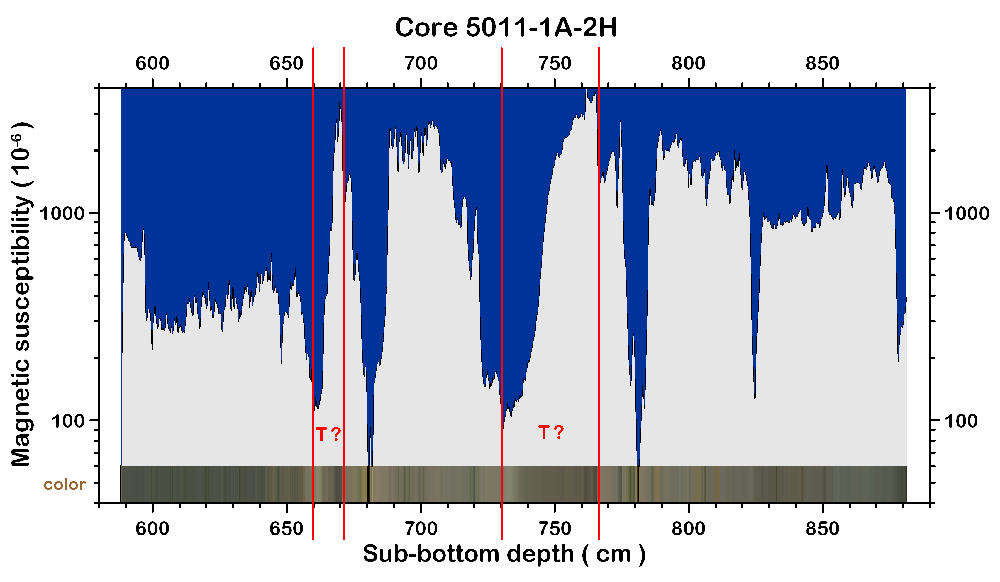 Core 5011-1A-2H
600 650 700 750 800 850
Magnetic susceptibility ( 10-6 )
1000 1000
100 100
T ? T ?
color
600 650 700 750 800 850
Sub-bottom depth ( cm )